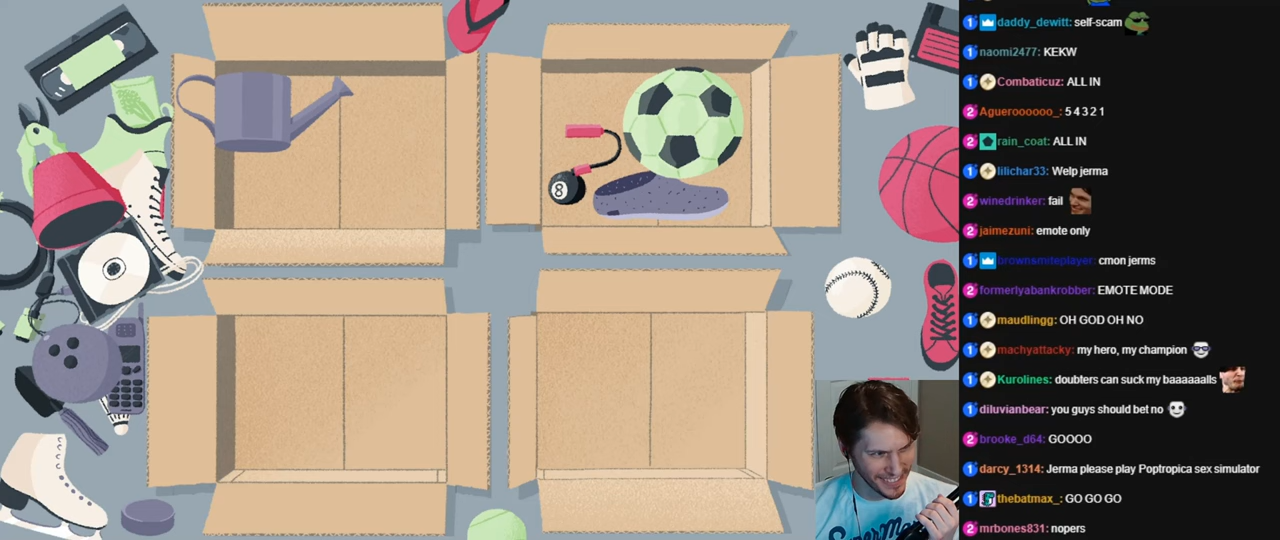 daddy_dewitt: self-scam
naomi2477: KEKW
Combaticuz: ALL IN
Agueroooooo_: 5 4 3 2 1
rain_coat: ALL IN
lilichar33: Welp jerma
winedrinker: fail
jaimezuni: emote only
brownsmiteplayer: cmon jerms
formerlyabankrobber: EMOTE MODE
maudlingg: OH GOD OH NO
machyattacky: my hero, my champion
Kurolines: doubters can suck my baaaaaalls
diluvianbear: you guys should bet no
brooke_d64: GOOOO
darcy_1314: Jerma please play Poptropica sex simulator
thebatmax_: GO GO GO
mrbones831: nopers
8